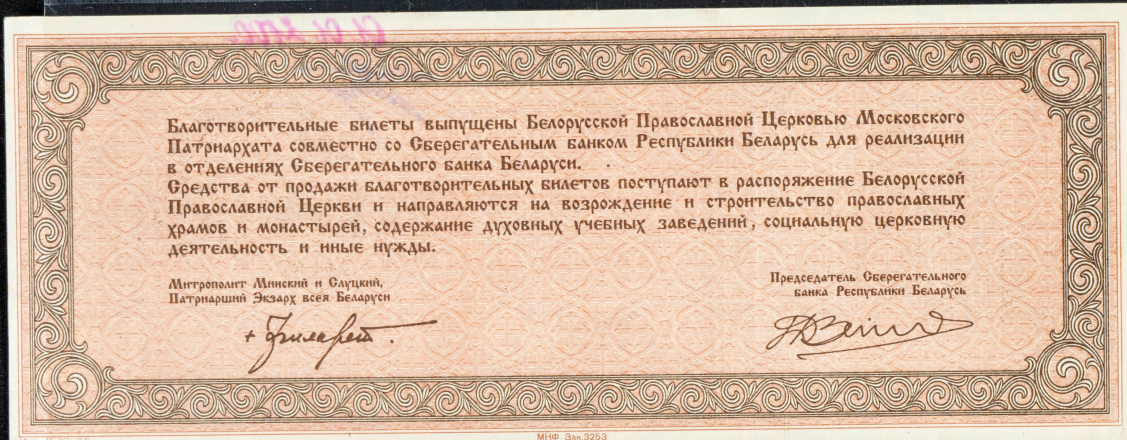 Благотворительные билеты выпущены Белорусской Православной Церковью Московского
Патриархата совместно со Сберегательным банком Республики Беларусь для реализации
в отделениях Сберегательного банка Беларуси.
Средства от продажи благотворительных билетов поступают в распоряжение Белорусской
Православной Церкви и направляются на возрождение и строительство православных
храмов и монастырей, содержание духовных учебных заведений, социальную церковную
деятельность и иные нужды.
Митрополит Минский и Слуцкий,
Патриарший Экзарх всея Беларуси
Председатель Сберегательного
банка Республики Беларусь
+ Филарет.
МНФ Зак.3253